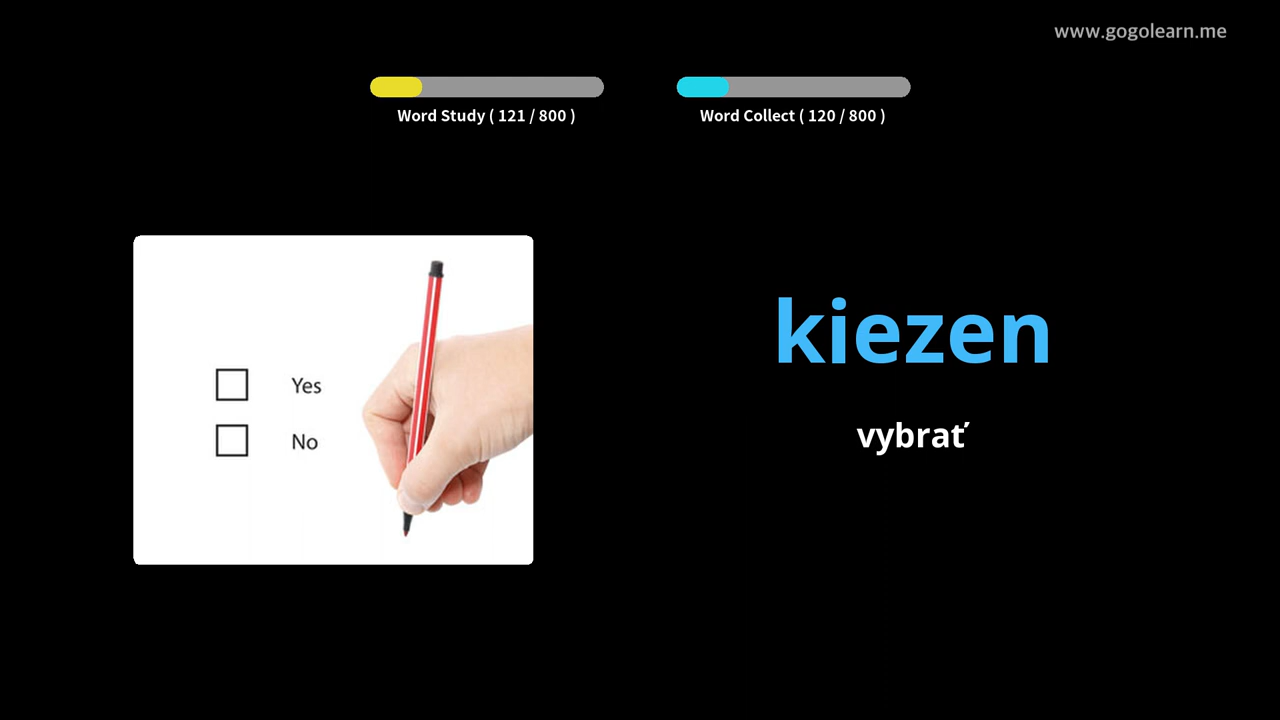 www.gogolearn.me
Word Study ( 121 / 800 )
Word Collect ( 120 / 800 )
Yes
No
kiezen
vybrať